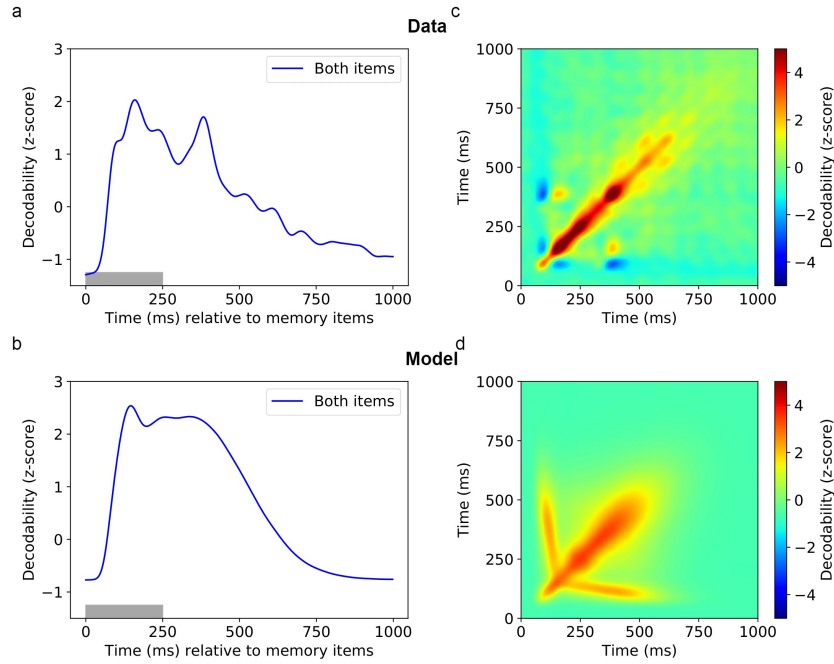 a
Data
c
3
2
1
0
−1
Decodability (z-score)
Both items
0
250
500
750
1000
Time (ms) relative to memory items
1000
750
500
250
0
Time (ms)
0
250
500
750
1000
Time (ms)
4
2
0
−2
−4
Decodability (z-score)
b
Model
d
3
2
1
0
−1
Decodability (z-score)
Both items
0
250
500
750
1000
Time (ms) relative to memory items
1000
750
500
250
0
Time (ms)
0
250
500
750
1000
Time (ms)
4
2
0
−2
−4
Decodability (z-score)